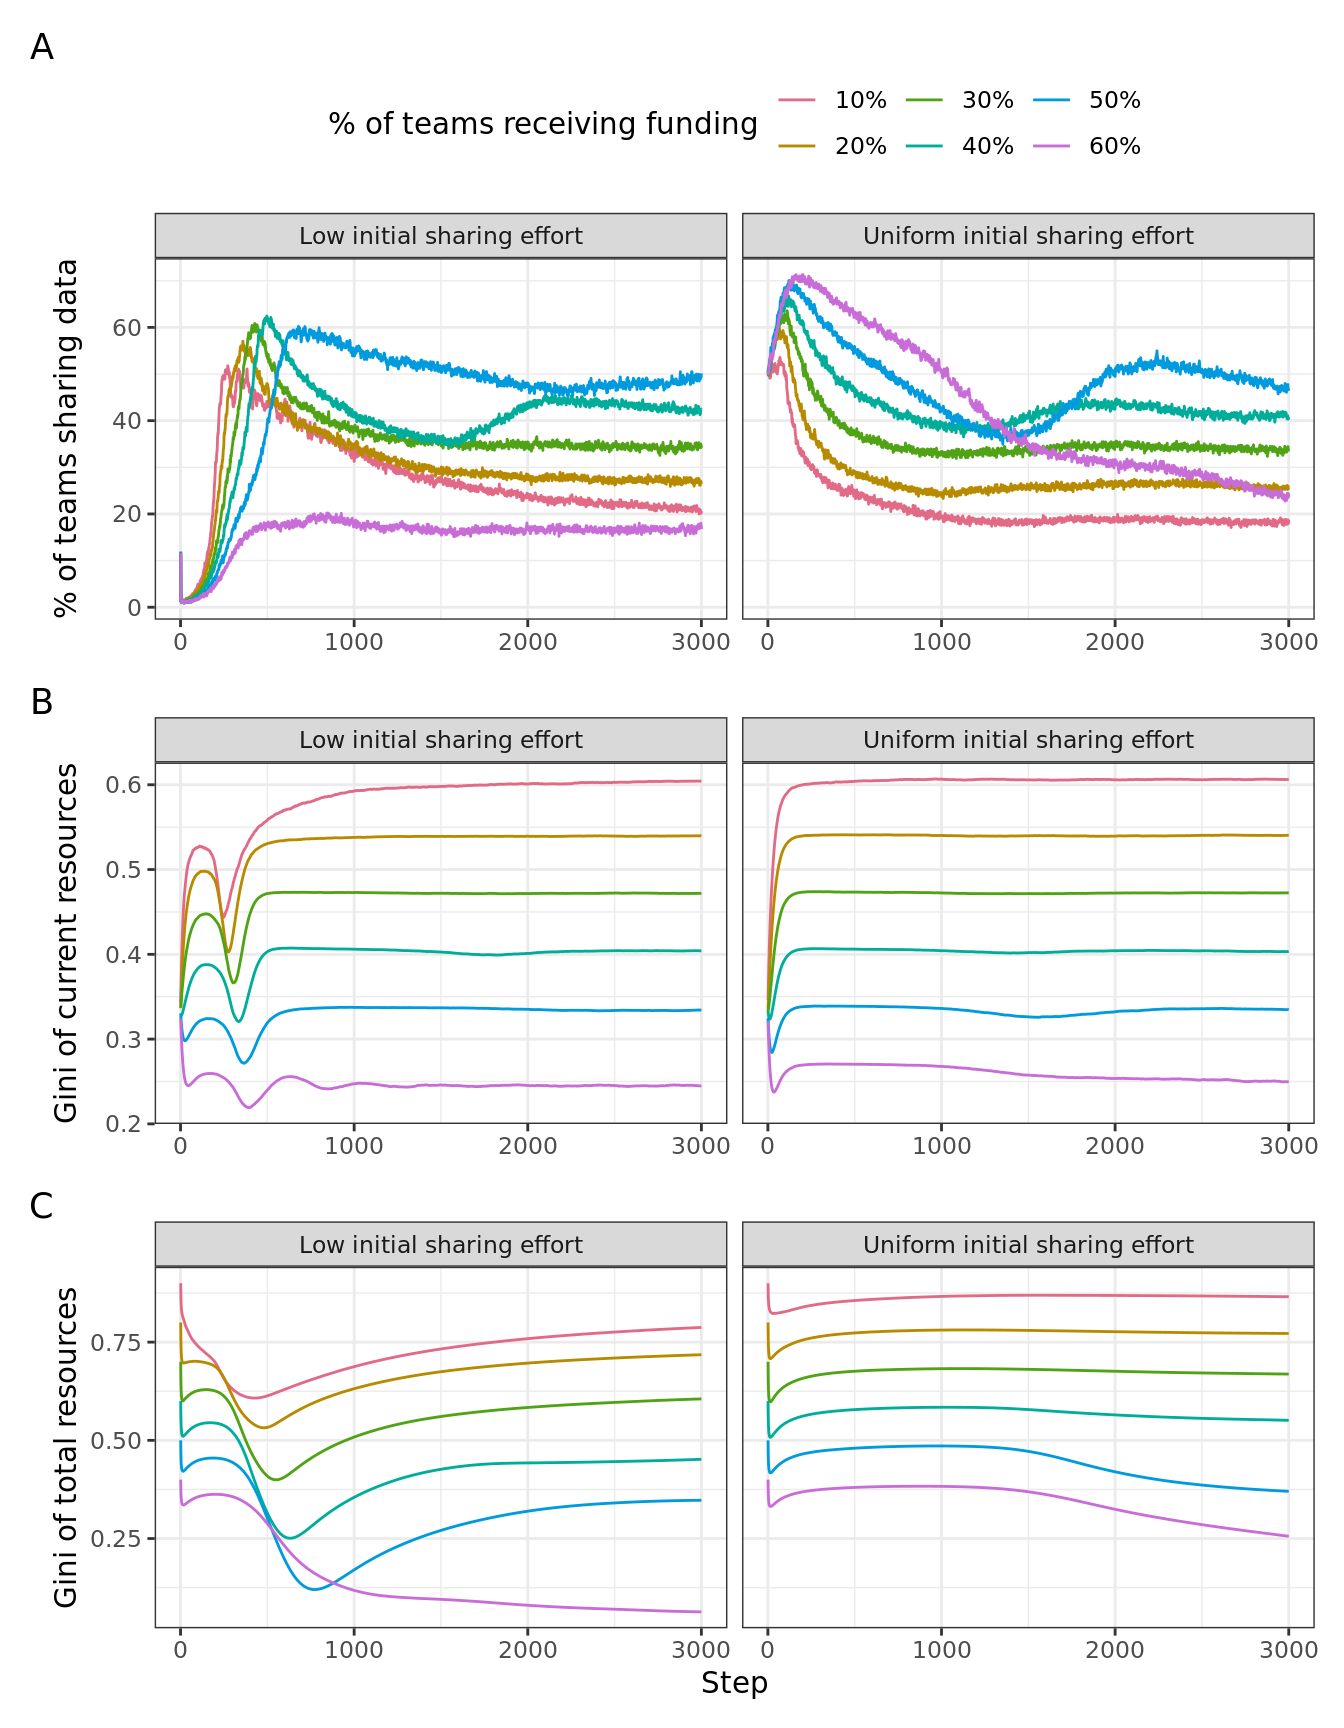 A
% of teams receiving funding
10% 30% 50%
20% 40% 60%
Low initial sharing effort
Uniform initial sharing effort
% of teams sharing data
60
40
20
0
0 1000 2000 3000
0 1000 2000 3000
B
Low initial sharing effort
Uniform initial sharing effort
Gini of current resources
0.6
0.5
0.4
0.3
0.2
0 1000 2000 3000
0 1000 2000 3000
C
Low initial sharing effort
Uniform initial sharing effort
Gini of total resources
0.75
0.50
0.25
0 1000 2000 3000
0 1000 2000 3000
Step